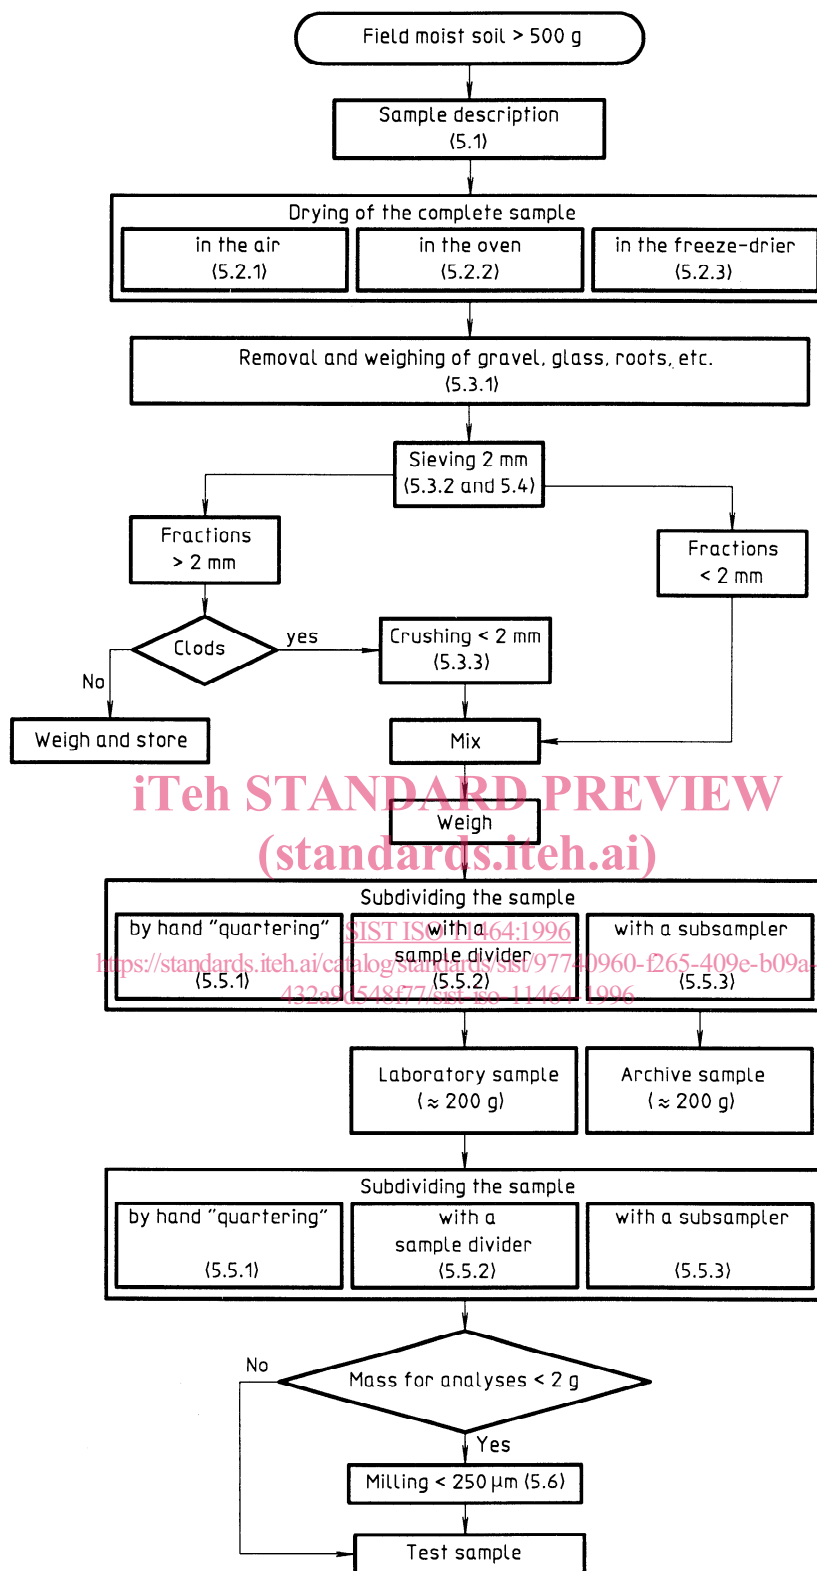 Field moist soil > 500 g
Sample description
(5.1)
Drying of the complete sample
in the air
(5.2.1)
in the oven
(5.2.2)
in the freeze-drier
(5.2.3)
Removal and weighing of gravel, glass, roots, etc.
(5.3.1)
Sieving 2 mm
(5.3.2 and 5.4)
Fractions
> 2 mm
Fractions
< 2 mm
Clods
yes
No
Crushing < 2 mm
(5.3.3)
Weigh and store
Mix
iTeh STANDARD PREVIEW
Weigh
(standards.iteh.ai)
Subdividing the sample
by hand "quartering"
(5.5.1)
with a
sample divider
(5.5.2)
with a subsampler
(5.5.3)
SIST ISO 11464:1996
https://standards.iteh.ai/catalog/standards/sist/97740960-f265-409e-b09a-
432a9d548f77/sist-iso-11464-1996
Laboratory sample
(≈ 200 g)
Archive sample
(≈ 200 g)
Subdividing the sample
by hand "quartering"
(5.5.1)
with a
sample divider
(5.5.2)
with a subsampler
(5.5.3)
Mass for analyses < 2 g
No
Yes
Milling < 250 µm (5.6)
Test sample